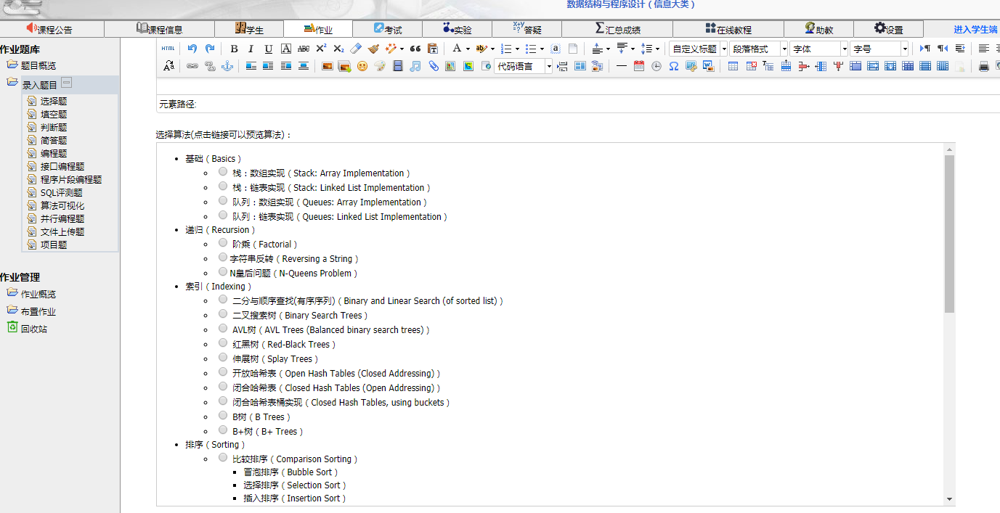 数据结构与程序设计（信息大类）
课程公告 课程信息 学生 作业 考试 实验 答疑 汇总成绩 在线教程 助教 设置 进入学生端
作业题库
题目概览
录入题目
选择题
填空题
判断题
简答题
编程题
接口编程题
程序片段编程题
SQL评测题
算法可视化
并行编程题
文件上传题
项目题
作业管理
作业概览
布置作业
回收站
HTML B I U A ABC X² X₂ 自定义标题 段落格式 字体 字号
代码语言
元素路径:
选择算法(点击链接可以预览算法)：
基础（Basics）
栈：数组实现（Stack: Array Implementation）
栈：链表实现（Stack: Linked List Implementation）
队列：数组实现（Queues: Array Implementation）
队列：链表实现（Queues: Linked List Implementation）
递归（Recursion）
阶乘（Factorial）
字符串反转（Reversing a String）
N皇后问题（N-Queens Problem）
索引（Indexing）
二分与顺序查找(有序序列)（Binary and Linear Search (of sorted list)）
二叉搜索树（Binary Search Trees）
AVL树（AVL Trees (Balanced binary search trees)）
红黑树（Red-Black Trees）
伸展树（Splay Trees）
开放哈希表（Open Hash Tables (Closed Addressing)）
闭合哈希表（Closed Hash Tables (Open Addressing)）
闭合哈希表桶实现（Closed Hash Tables, using buckets）
B树（B Trees）
B+树（B+ Trees）
排序（Sorting）
比较排序（Comparison Sorting）
冒泡排序（Bubble Sort）
选择排序（Selection Sort）
插入排序（Insertion Sort）